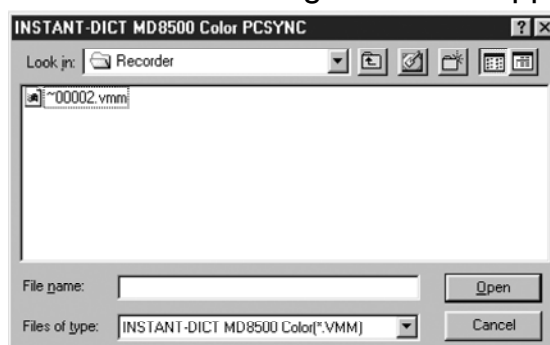 INSTANT-DICT MD8500 Color PCSYNC
Look in: Recorder
~00002.vmm
File name:
Open
Files of type: INSTANT-DICT MD8500 Color(*.VMM)
Cancel